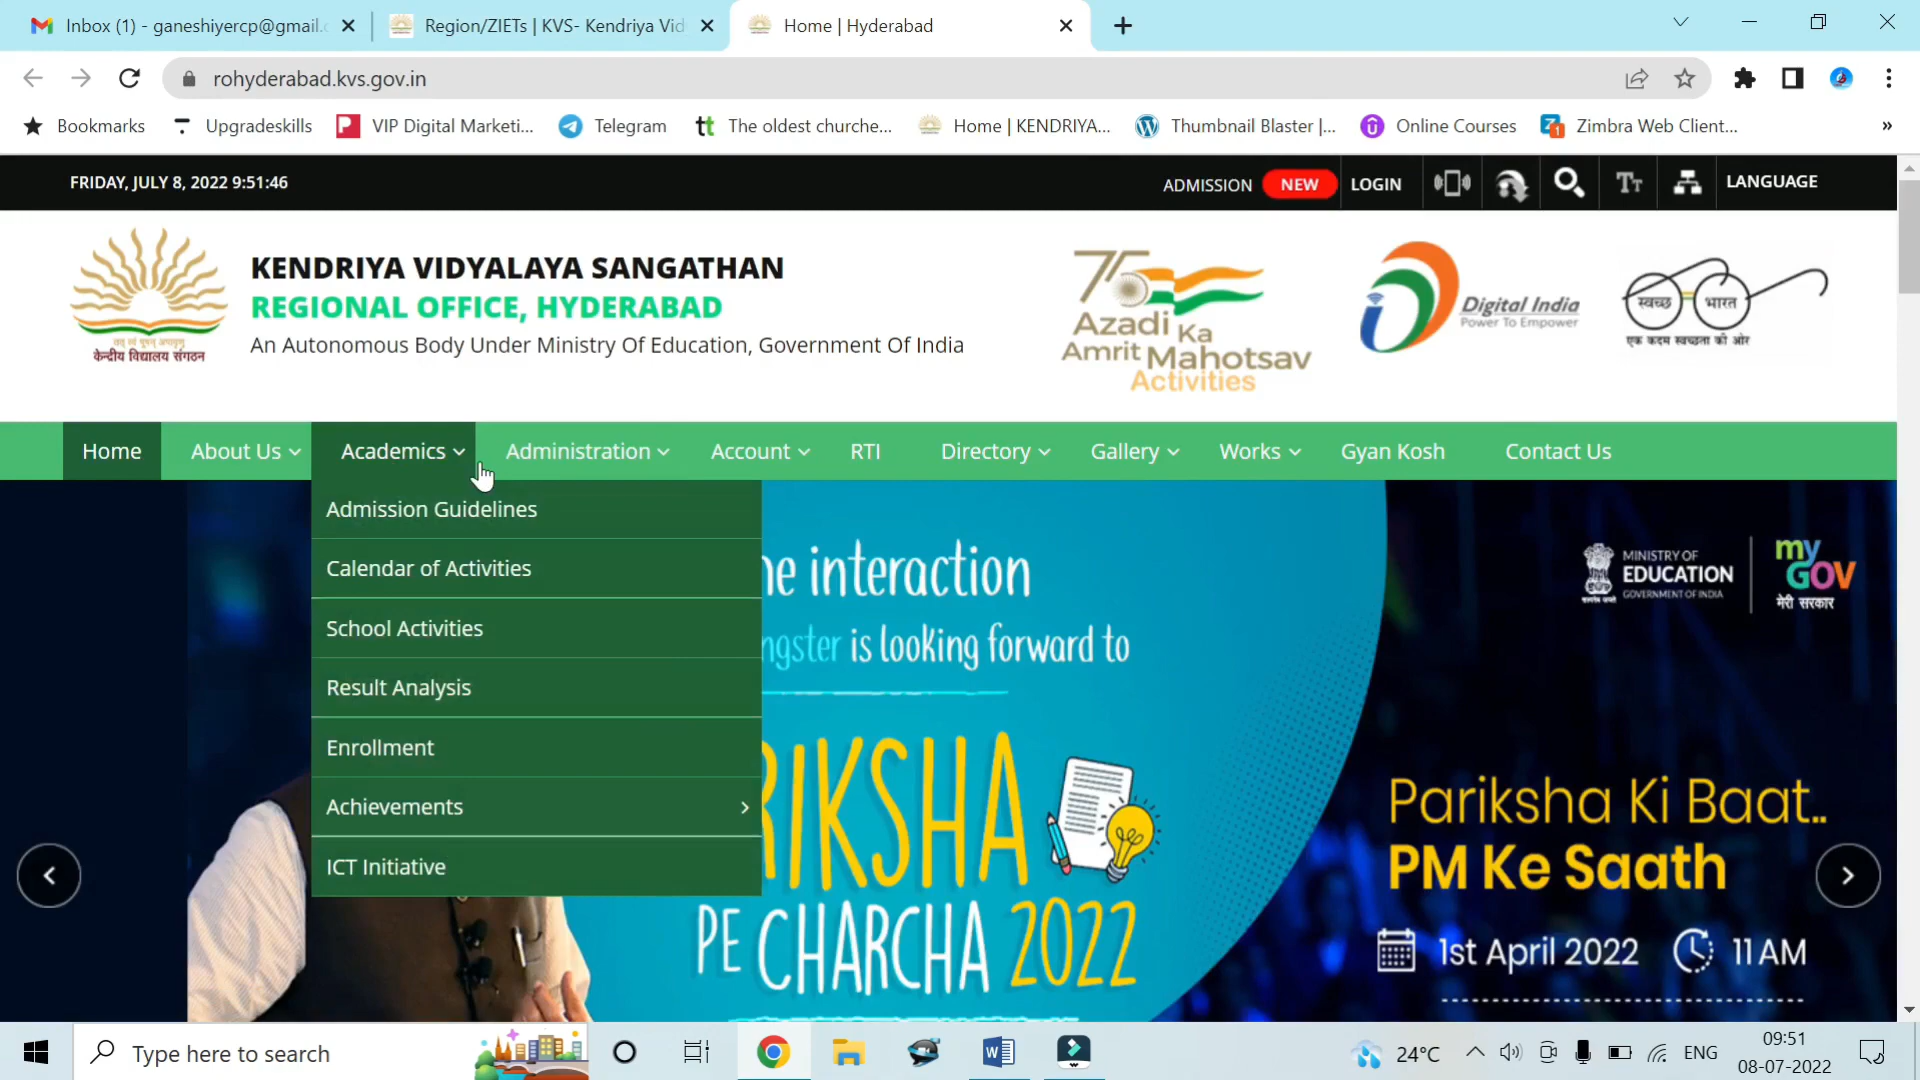 Inbox (1) - ganeshiyercp@gmail.
Region/ZIETs | KVS- Kendriya Vid
Home | Hyderabad
rohyderabad.kvs.gov.in
Bookmarks
Upgradeskills
VIP Digital Marketi...
Telegram
The oldest churche...
Home | KENDRIYA...
Thumbnail Blaster |...
Online Courses
Zimbra Web Client...
»
FRIDAY, JULY 8, 2022 9:51:46
ADMISSION NEW
LOGIN
LANGUAGE
KENDRIYA VIDYALAYA SANGATHAN
REGIONAL OFFICE, HYDERABAD
An Autonomous Body Under Ministry Of Education, Government Of India
केन्द्रीय विद्यालय संगठन
75
Azadi Ka
Amrit Mahotsav
Activities
Digital India
Power To Empower
स्वच्छ भारत
एक कदम स्वच्छता की ओर
Home
About Us
Academics
Administration
Account
RTI
Directory
Gallery
Works
Gyan Kosh
Contact Us
Admission Guidelines
Calendar of Activities
School Activities
Result Analysis
Enrollment
Achievements
ICT Initiative
he interaction
ngster is looking forward to
RIKSHA
PE CHARCHA 2022
MINISTRY OF
EDUCATION
GOVERNMENT OF INDIA
my
GOV
मेरी सरकार
Pariksha Ki Baat..
PM Ke Saath
1st April 2022
11 AM
Type here to search
24°C
ENG
09:51
08-07-2022